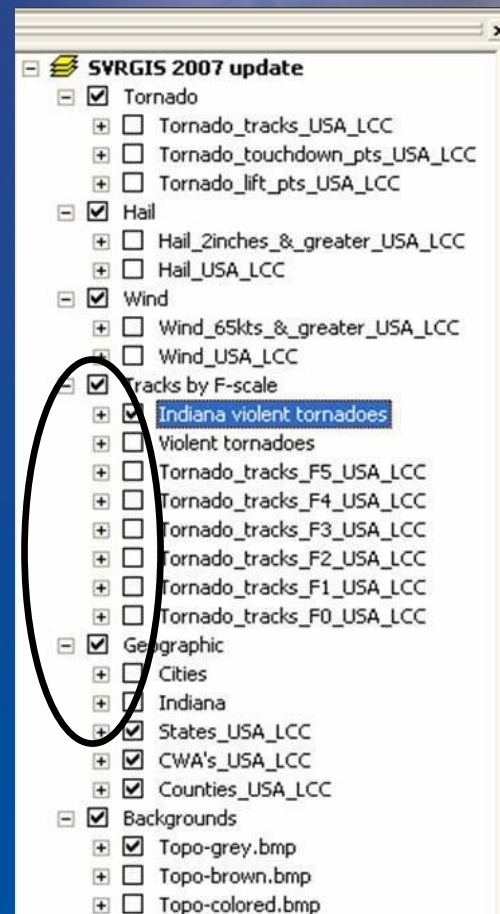 SVRGIS 2007 update
Tornado
Tornado_tracks_USA_LCC
Tornado_touchdown_pts_USA_LCC
Tornado_lift_pts_USA_LCC
Hail
Hail_2inches_&_greater_USA_LCC
Hail_USA_LCC
Wind
Wind_65kts_&_greater_USA_LCC
Wind_USA_LCC
Tracks by F-scale
Indiana violent tornadoes
Violent tornadoes
Tornado_tracks_F5_USA_LCC
Tornado_tracks_F4_USA_LCC
Tornado_tracks_F3_USA_LCC
Tornado_tracks_F2_USA_LCC
Tornado_tracks_F1_USA_LCC
Tornado_tracks_F0_USA_LCC
Geographic
Cities
Indiana
States_USA_LCC
CWA's_USA_LCC
Counties_USA_LCC
Backgrounds
Topo-grey.bmp
Topo-brown.bmp
Topo-colored.bmp